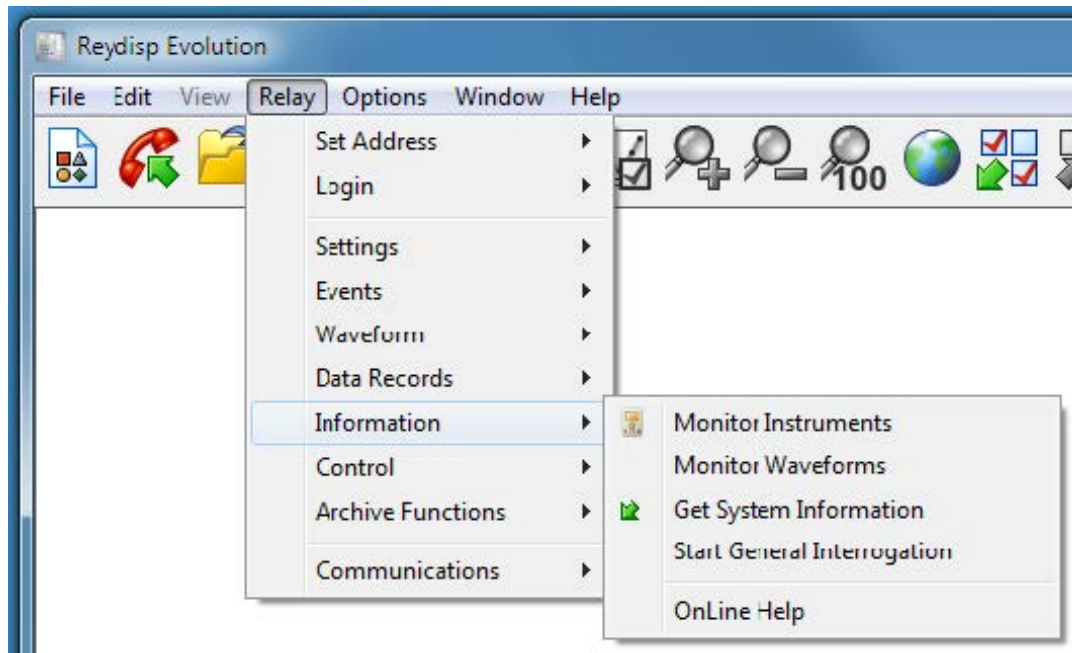 Reydisp Evolution
File Edit View Relay Options Window Help
100
Set Address
Login
Settings
Events
Waveform
Data Records
Information
Control
Archive Functions
Communications
Monitor Instruments
Monitor Waveforms
Get System Information
Start General Interrogation
OnLine Help